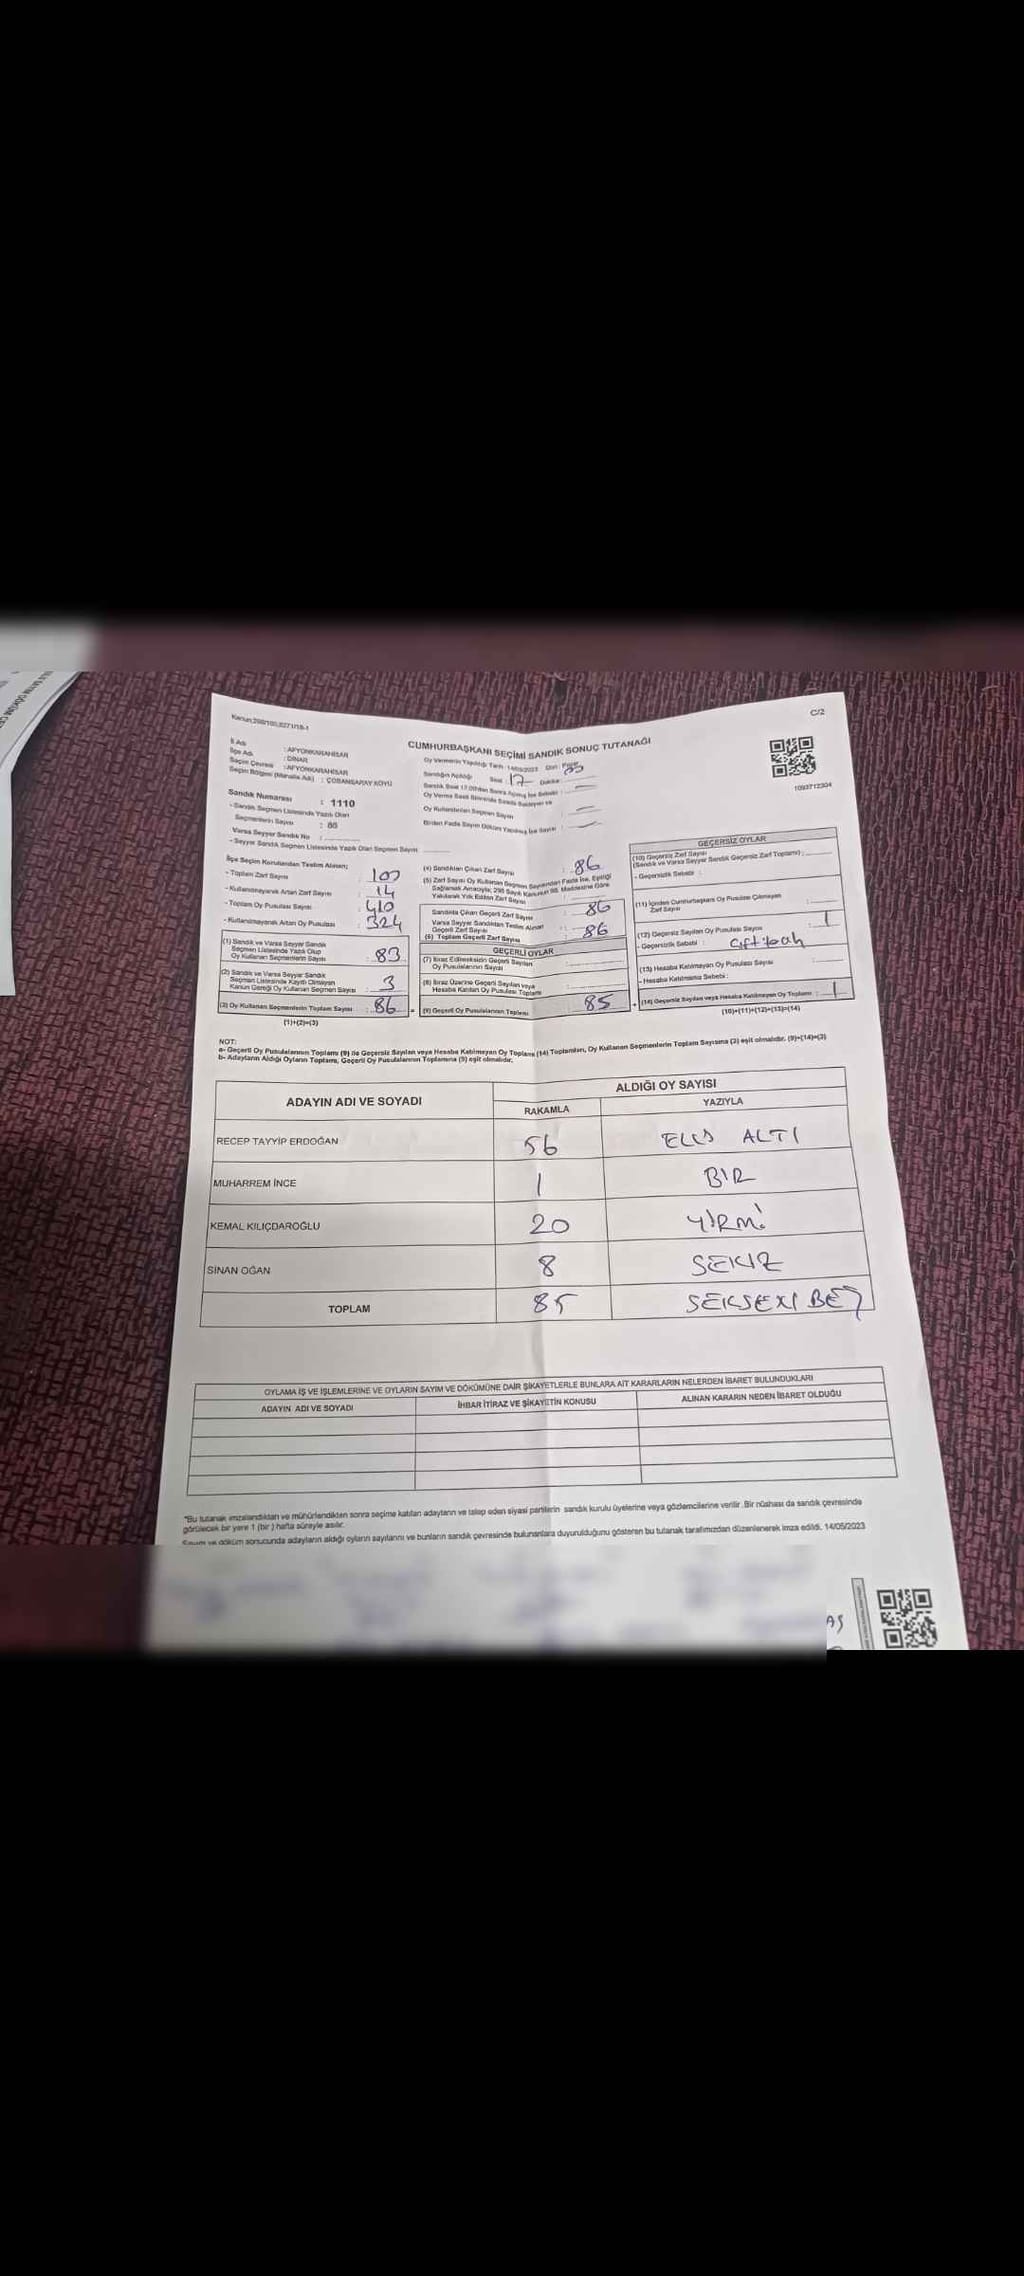 Kanun:298/105,6271/18-1
C/2
CUMHURBAŞKANI SEÇİMİ SANDIK SONUÇ TUTANAĞI
İl Adı : AFYONKARAHİSAR
İlçe Adı : DİNAR
Seçim Çevresi : AFYONKARAHİSAR
Seçim Bölgesi (Mahalle Adı) : ÇOBANSARAY KÖYÜ
Oy Vermenin Yapıldığı Tarih :14/05/2023 Gün : Pazar
Sandığın Açıldığı Saat : 17 Dakika:
Sandık Saat 17.00'den Sonra Açılmış İse Sebebi :
Oy Kullandırılan Seçmen Sayısı
Birden Fazla Sayım Döküm Yapılmış İse Sayısı :
1093712304
Sandık Numarası : 1110
- Sandık Seçmen Listesinde Yazılı Olan
Seçmenlerin Sayısı : 86
Varsa Seyyar Sandık No :
- Seyyar Sandık Seçmen Listesinde Yazılı Olan Seçmen Sayısı
İlçe Seçim Kurulundan Teslim Alınan;
- Toplam Zarf Sayısı : 100
- Kullanılmayarak Artan Zarf Sayısı : 14
- Toplam Oy Pusulası Sayısı : 410
- Kullanılmayarak Artan Oy Pusulası : 324
(1) Sandık ve Varsa Seyyar Sandık
Seçmen Listesinde Yazılı Olup
Oy Kullanan Seçmenlerin Sayısı : 83
(2) Sandık ve Varsa Seyyar Sandık
Seçmen Listesinde Kayıtlı Olmayan
Kanun Gereği Oy Kullanan Seçmen Sayısı : 3
(3) Oy Kullanan Seçmenlerin Toplam Sayısı : 86
(1)+(2)=(3)
(4) Sandıktan Çıkan Zarf Sayısı : 86
(5) Zarf Sayısı Oy Kullanan Seçmen Sayısından Fazla İse, Eşitliği
Sağlamak Amacıyla; 298 Sayılı Kanunun 98. Maddesine Göre
Yakılarak Yok Edilen Zarf Sayısı :
Sandıkta Çıkan Geçerli Zarf Sayısı : 86
Varsa Seyyar Sandıktan Teslim Alınan
Geçerli Zarf Sayısı :
(6) Toplam Geçerli Zarf Sayısı : 86
GEÇERLİ OYLAR
(7) İtiraz Edilmeksizin Geçerli Sayılan
Oy Pusulalarının Sayısı :
(8) İtiraz Üzerine Geçerli Sayılan veya
Hesaba Katılan Oy Pusulası Toplamı :
(9) Geçerli Oy Pusulalarının Toplamı : 85
GEÇERSİZ OYLAR
(10) Geçersiz Zarf Sayısı
(Sandık ve Varsa Seyyar Sandık Geçersiz Zarf Toplamı) :
- Geçersizlik Sebebi :
(11) İçinden Cumhurbaşkanı Oy Pusulası Çıkmayan
Zarf Sayısı :
(12) Geçersiz Sayılan Oy Pusulası Sayısı : 1
- Geçersizlik Sebebi :
(13) Hesaba Katılmayan Oy Pusulası Sayısı :
- Hesaba Katılmama Sebebi :
(14) Geçersiz Sayılan veya Hesaba Katılmayan Oy Toplamı : 1
(10)+(11)+(12)+(13)=(14)
NOT:
a- Geçerli Oy Pusulalarının Toplamı (9) ile Geçersiz Sayılan veya Hesaba Katılmayan Oy Toplamı (14) Toplamları, Oy Kullanan Seçmenlerin Toplam Sayısına (3) eşit olmalıdır. (9)+(14)=(3)
b- Adayların Aldığı Oyların Toplamı, Geçerli Oy Pusulalarının Toplamına (9) eşit olmalıdır.
ADAYIN ADI VE SOYADI
ALDIĞI OY SAYISI
RAKAMLA YAZIYLA
RECEP TAYYİP ERDOĞAN 56 ELLİ ALTI
MUHARREM İNCE 1 BİR
KEMAL KILIÇDAROĞLU 20 YİRMİ
SİNAN OĞAN 8 SEKİZ
TOPLAM 85 SEKSEN BEŞ
OYLAMA İŞ VE İŞLEMLERİNE VE OYLARIN SAYIM VE DÖKÜMÜNE DAİR ŞİKAYETLERLE BUNLARA AİT KARARLARIN NELERDEN İBARET BULUNDUKLARI
ADAYIN ADI VE SOYADI İHBAR İTİRAZ VE ŞİKAYETİN KONUSU ALINAN KARARIN NEDEN İBARET OLDUĞU
"Bu tutanak imzalandıktan ve mühürlendikten sonra seçime katılan adayların ve talep eden siyasi partilerin sandık kurulu üyelerine veya gözlemcilerine verilir .Bir nüshası da sandık çevresinde
görülecek bir yere 1 (bir ) hafta süreyle asılır.
Sayım ve döküm sonucunda adayların aldığı oyların sayılarını ve bunların sandık çevresinde bulunanlara duyurulduğunu gösteren bu tutanak tarafımızdan düzenlenerek imza edildi. 14/05/2023